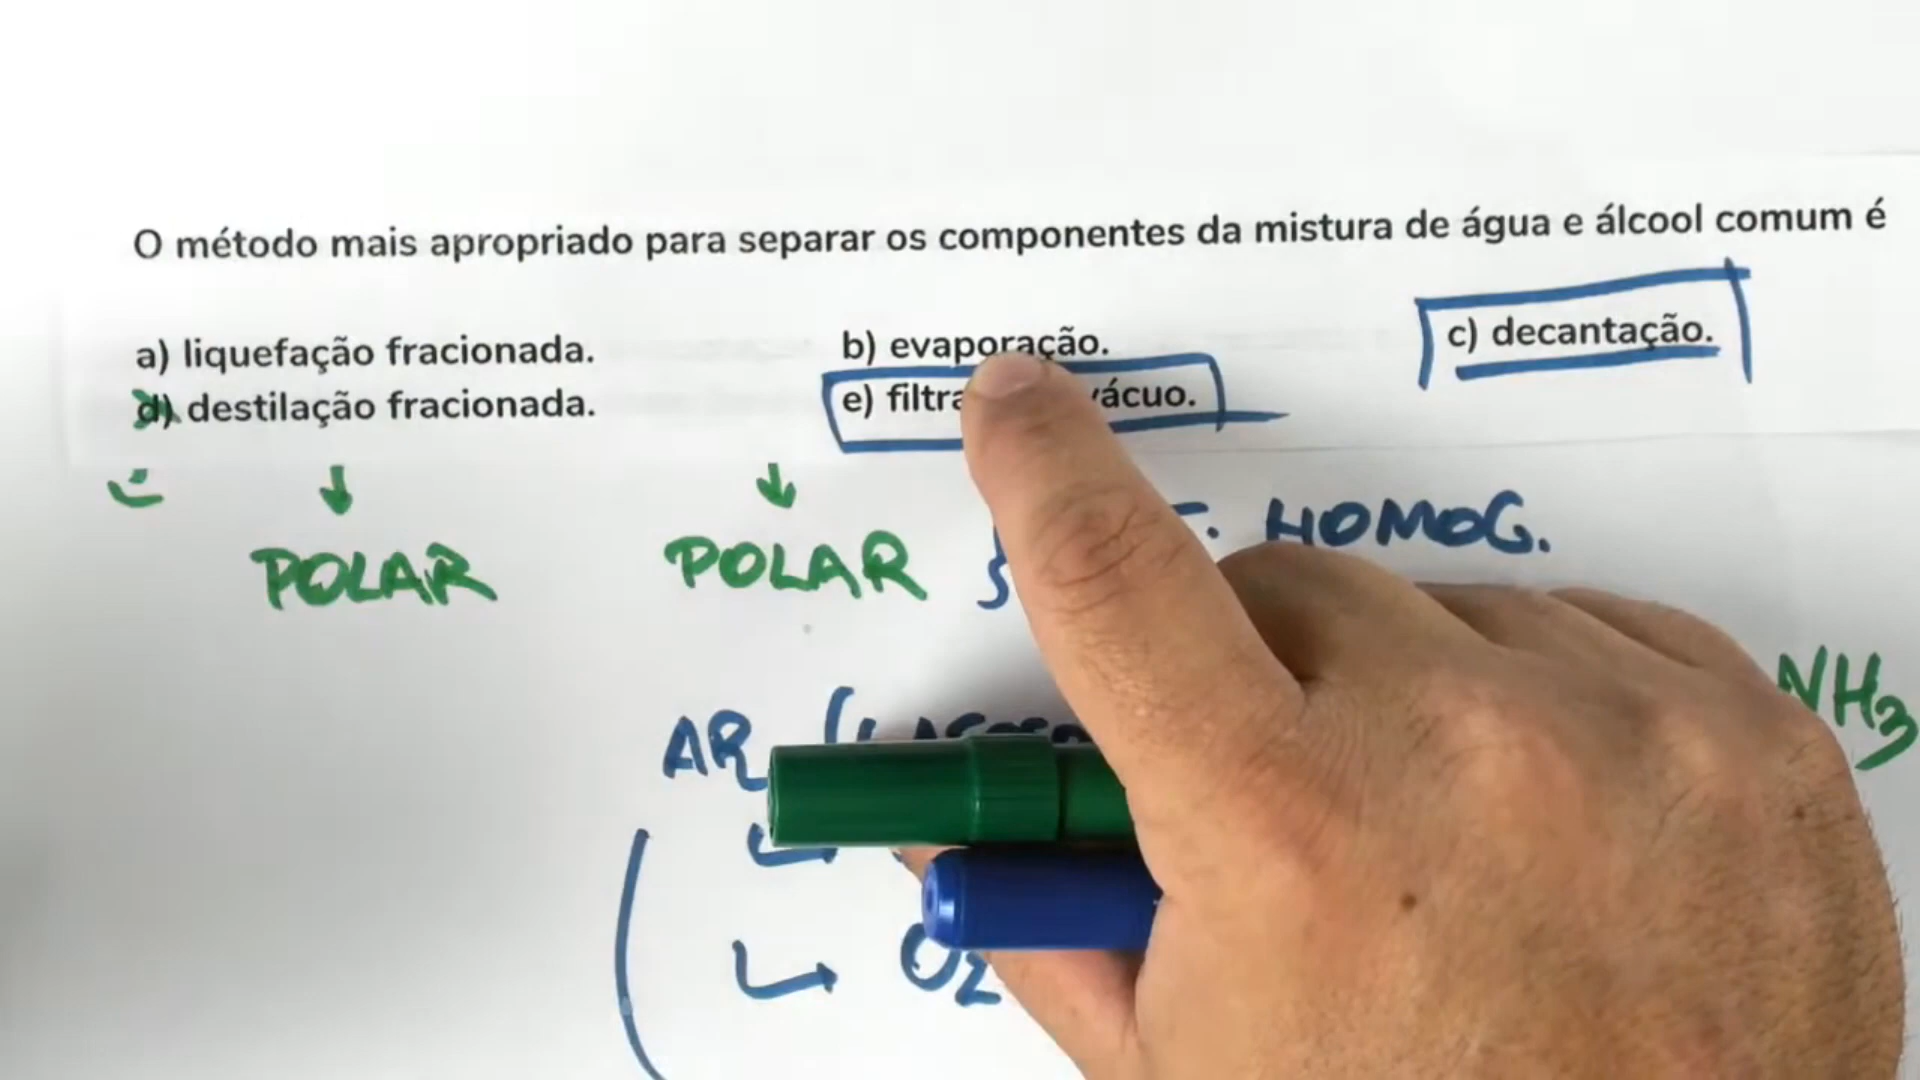 O método mais apropriado para separar os componentes da mistura de água e álcool comum é
a) liquefação fracionada. b) evaporação. c) decantação.
d) destilação fracionada. e) vácuo.
POLAR POLAR HOMOG.
NH3
AR
O2